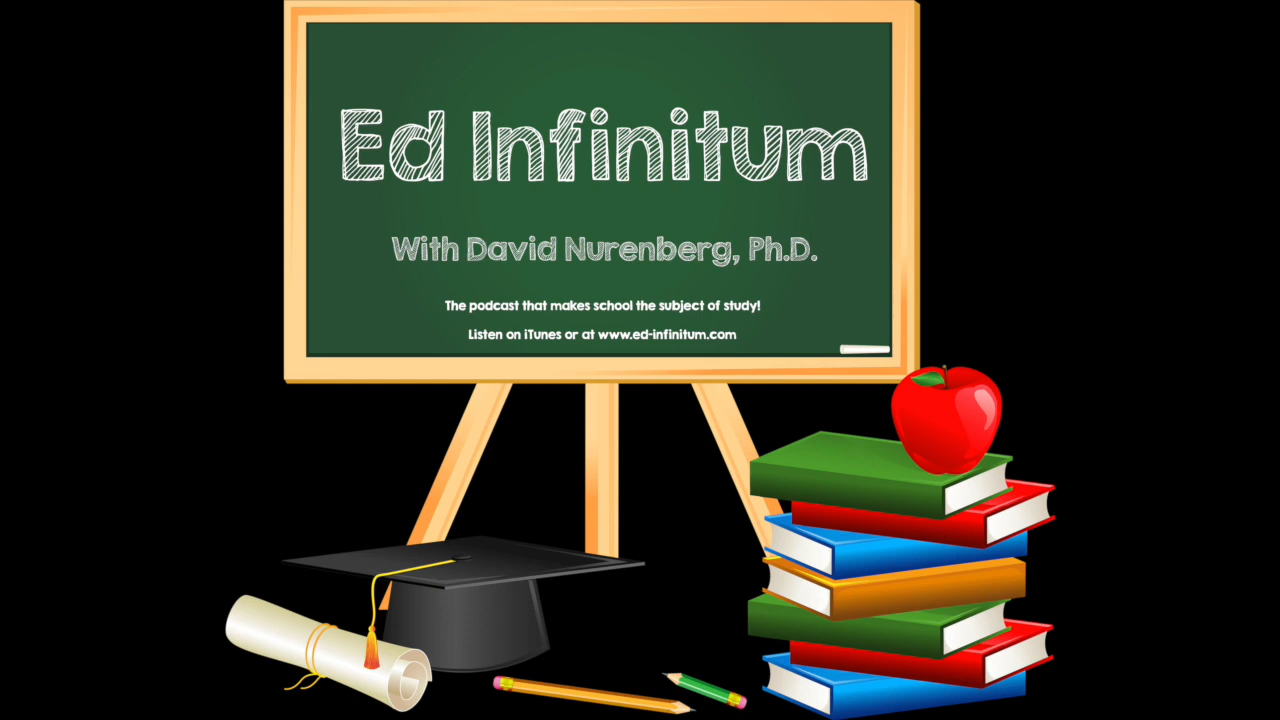 Ed Infinitum
With David Nurenberg, Ph.D.
The podcast that makes school the subject of study!
Listen on iTunes or at www.ed-infinitum.com